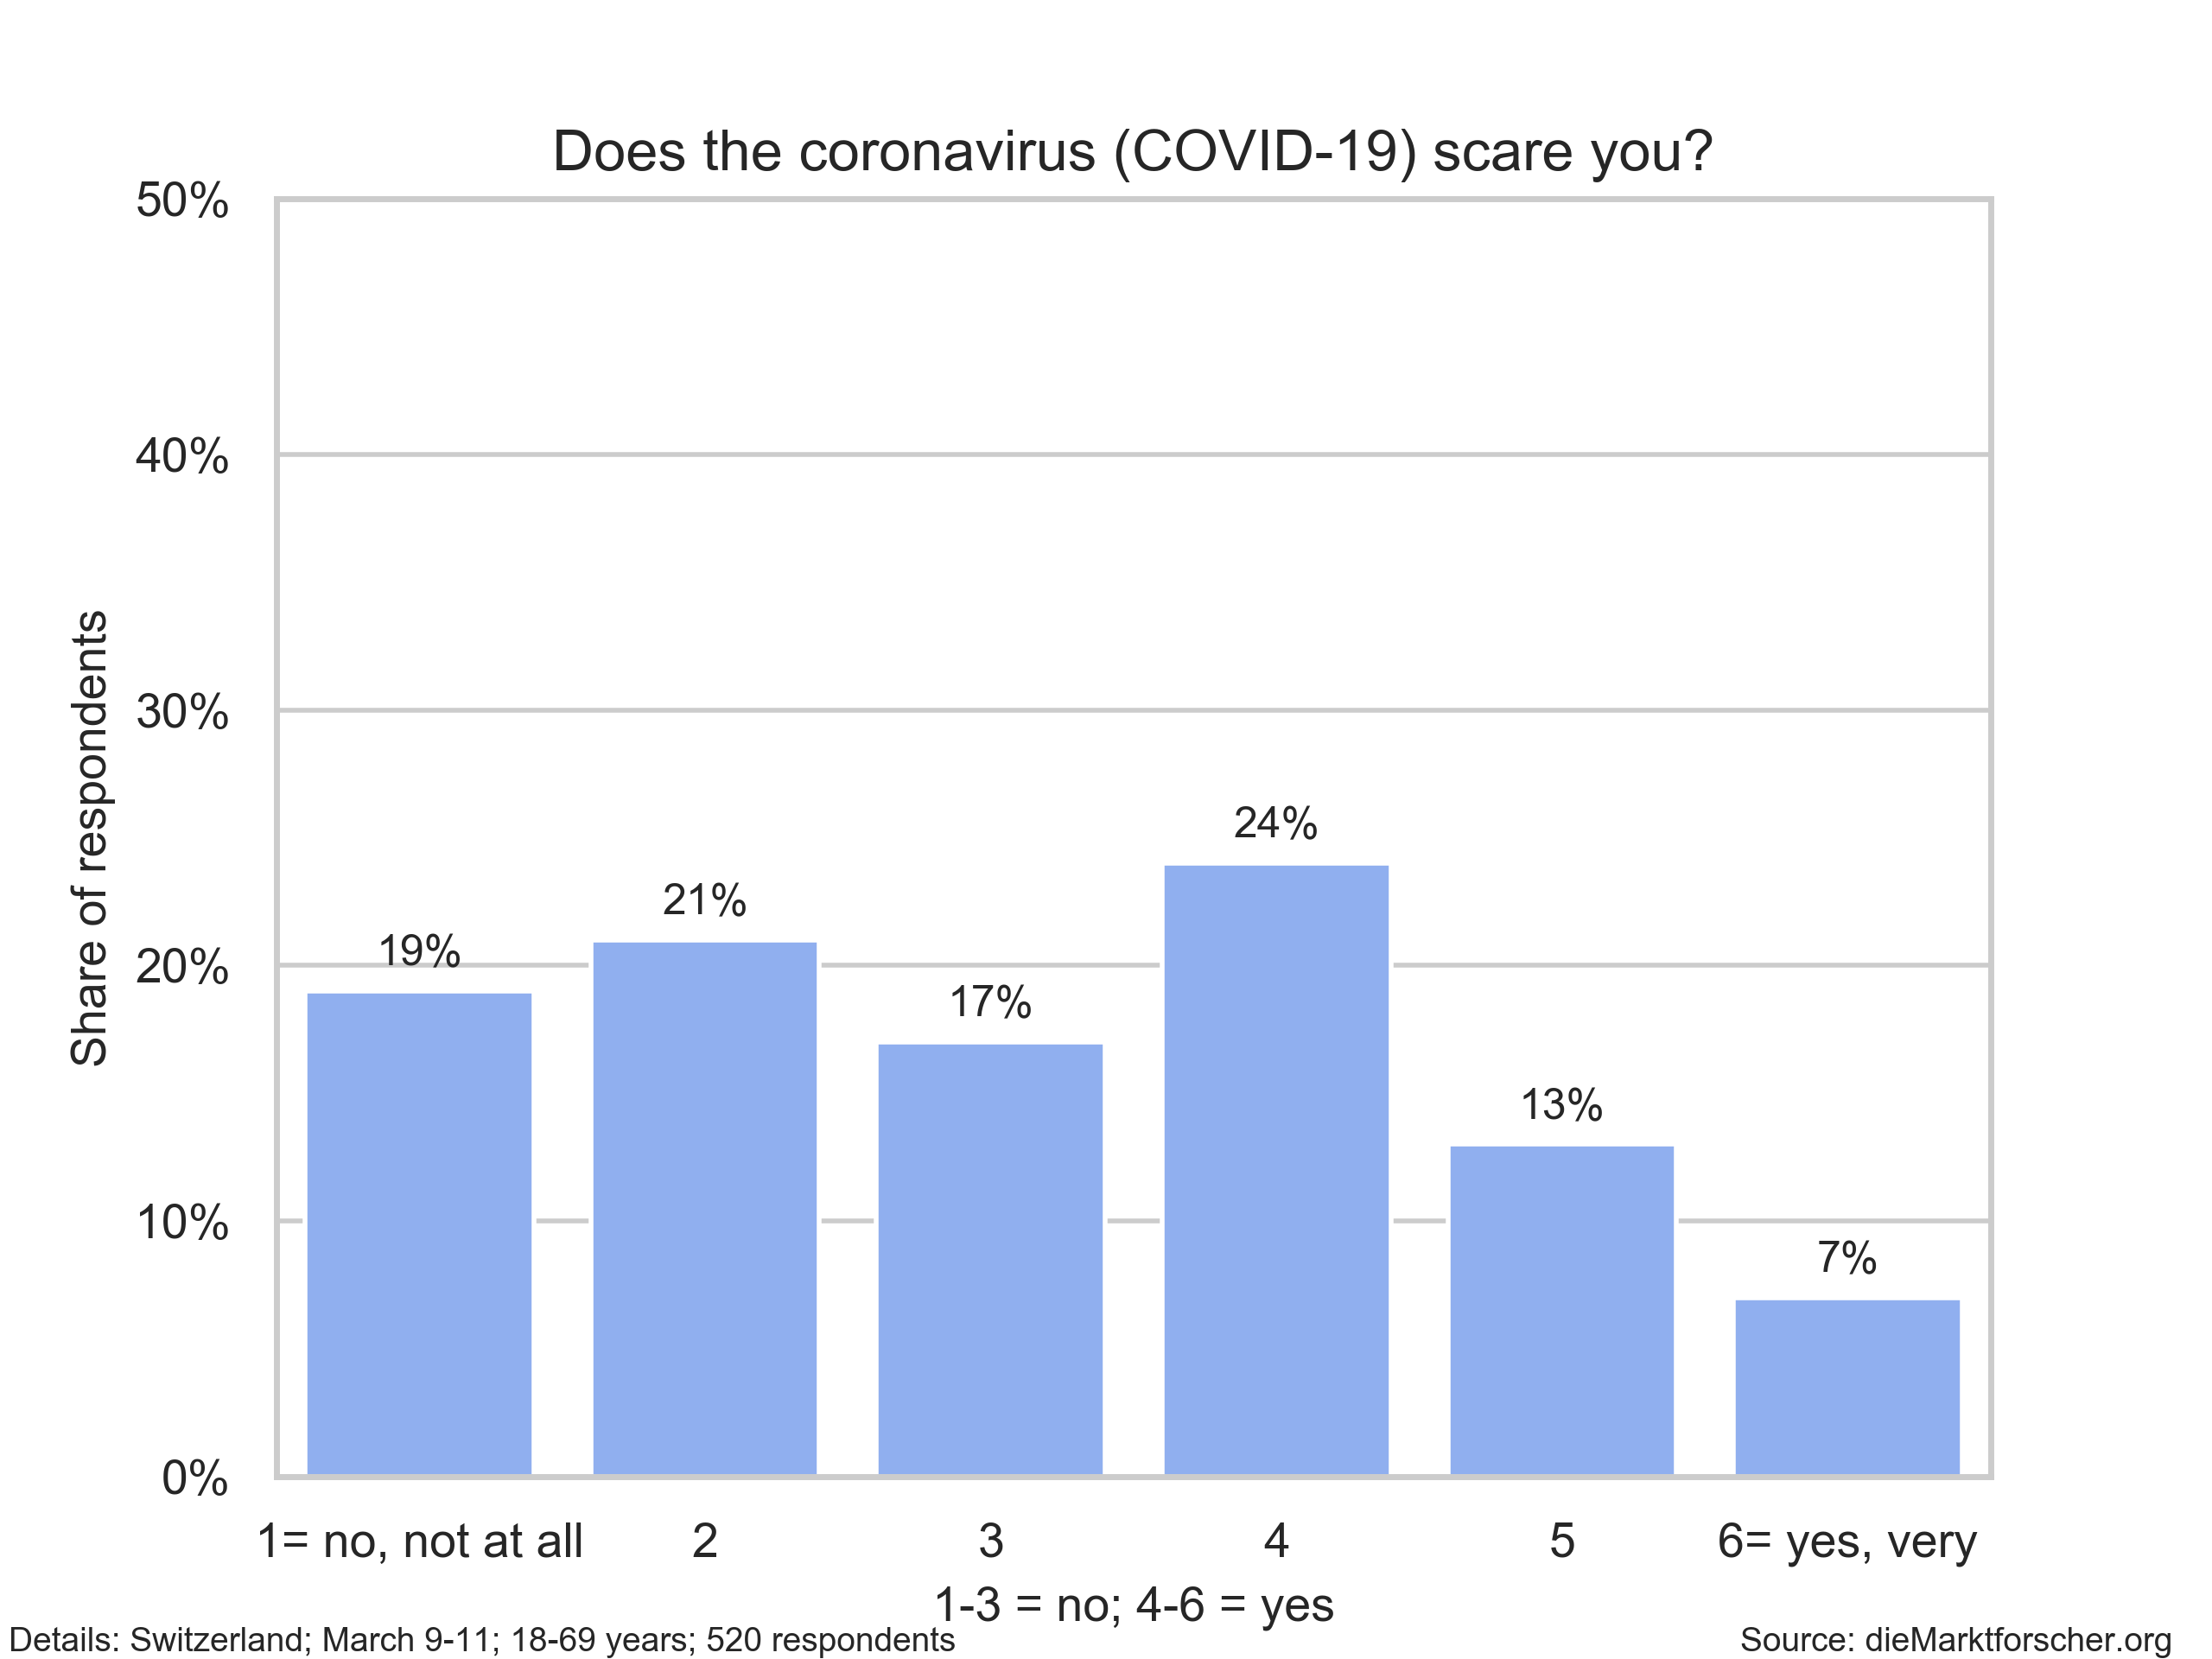 Does the coronavirus (COVID-19) scare you?
50%
40%
30%
20%
10%
0%
Share of respondents
19%
21%
17%
24%
13%
7%
1= no, not at all
2
3
4
5
6= yes, very
1-3 = no; 4-6 = yes
Details: Switzerland; March 9-11; 18-69 years; 520 respondents
Source: dieMarktforscher.org